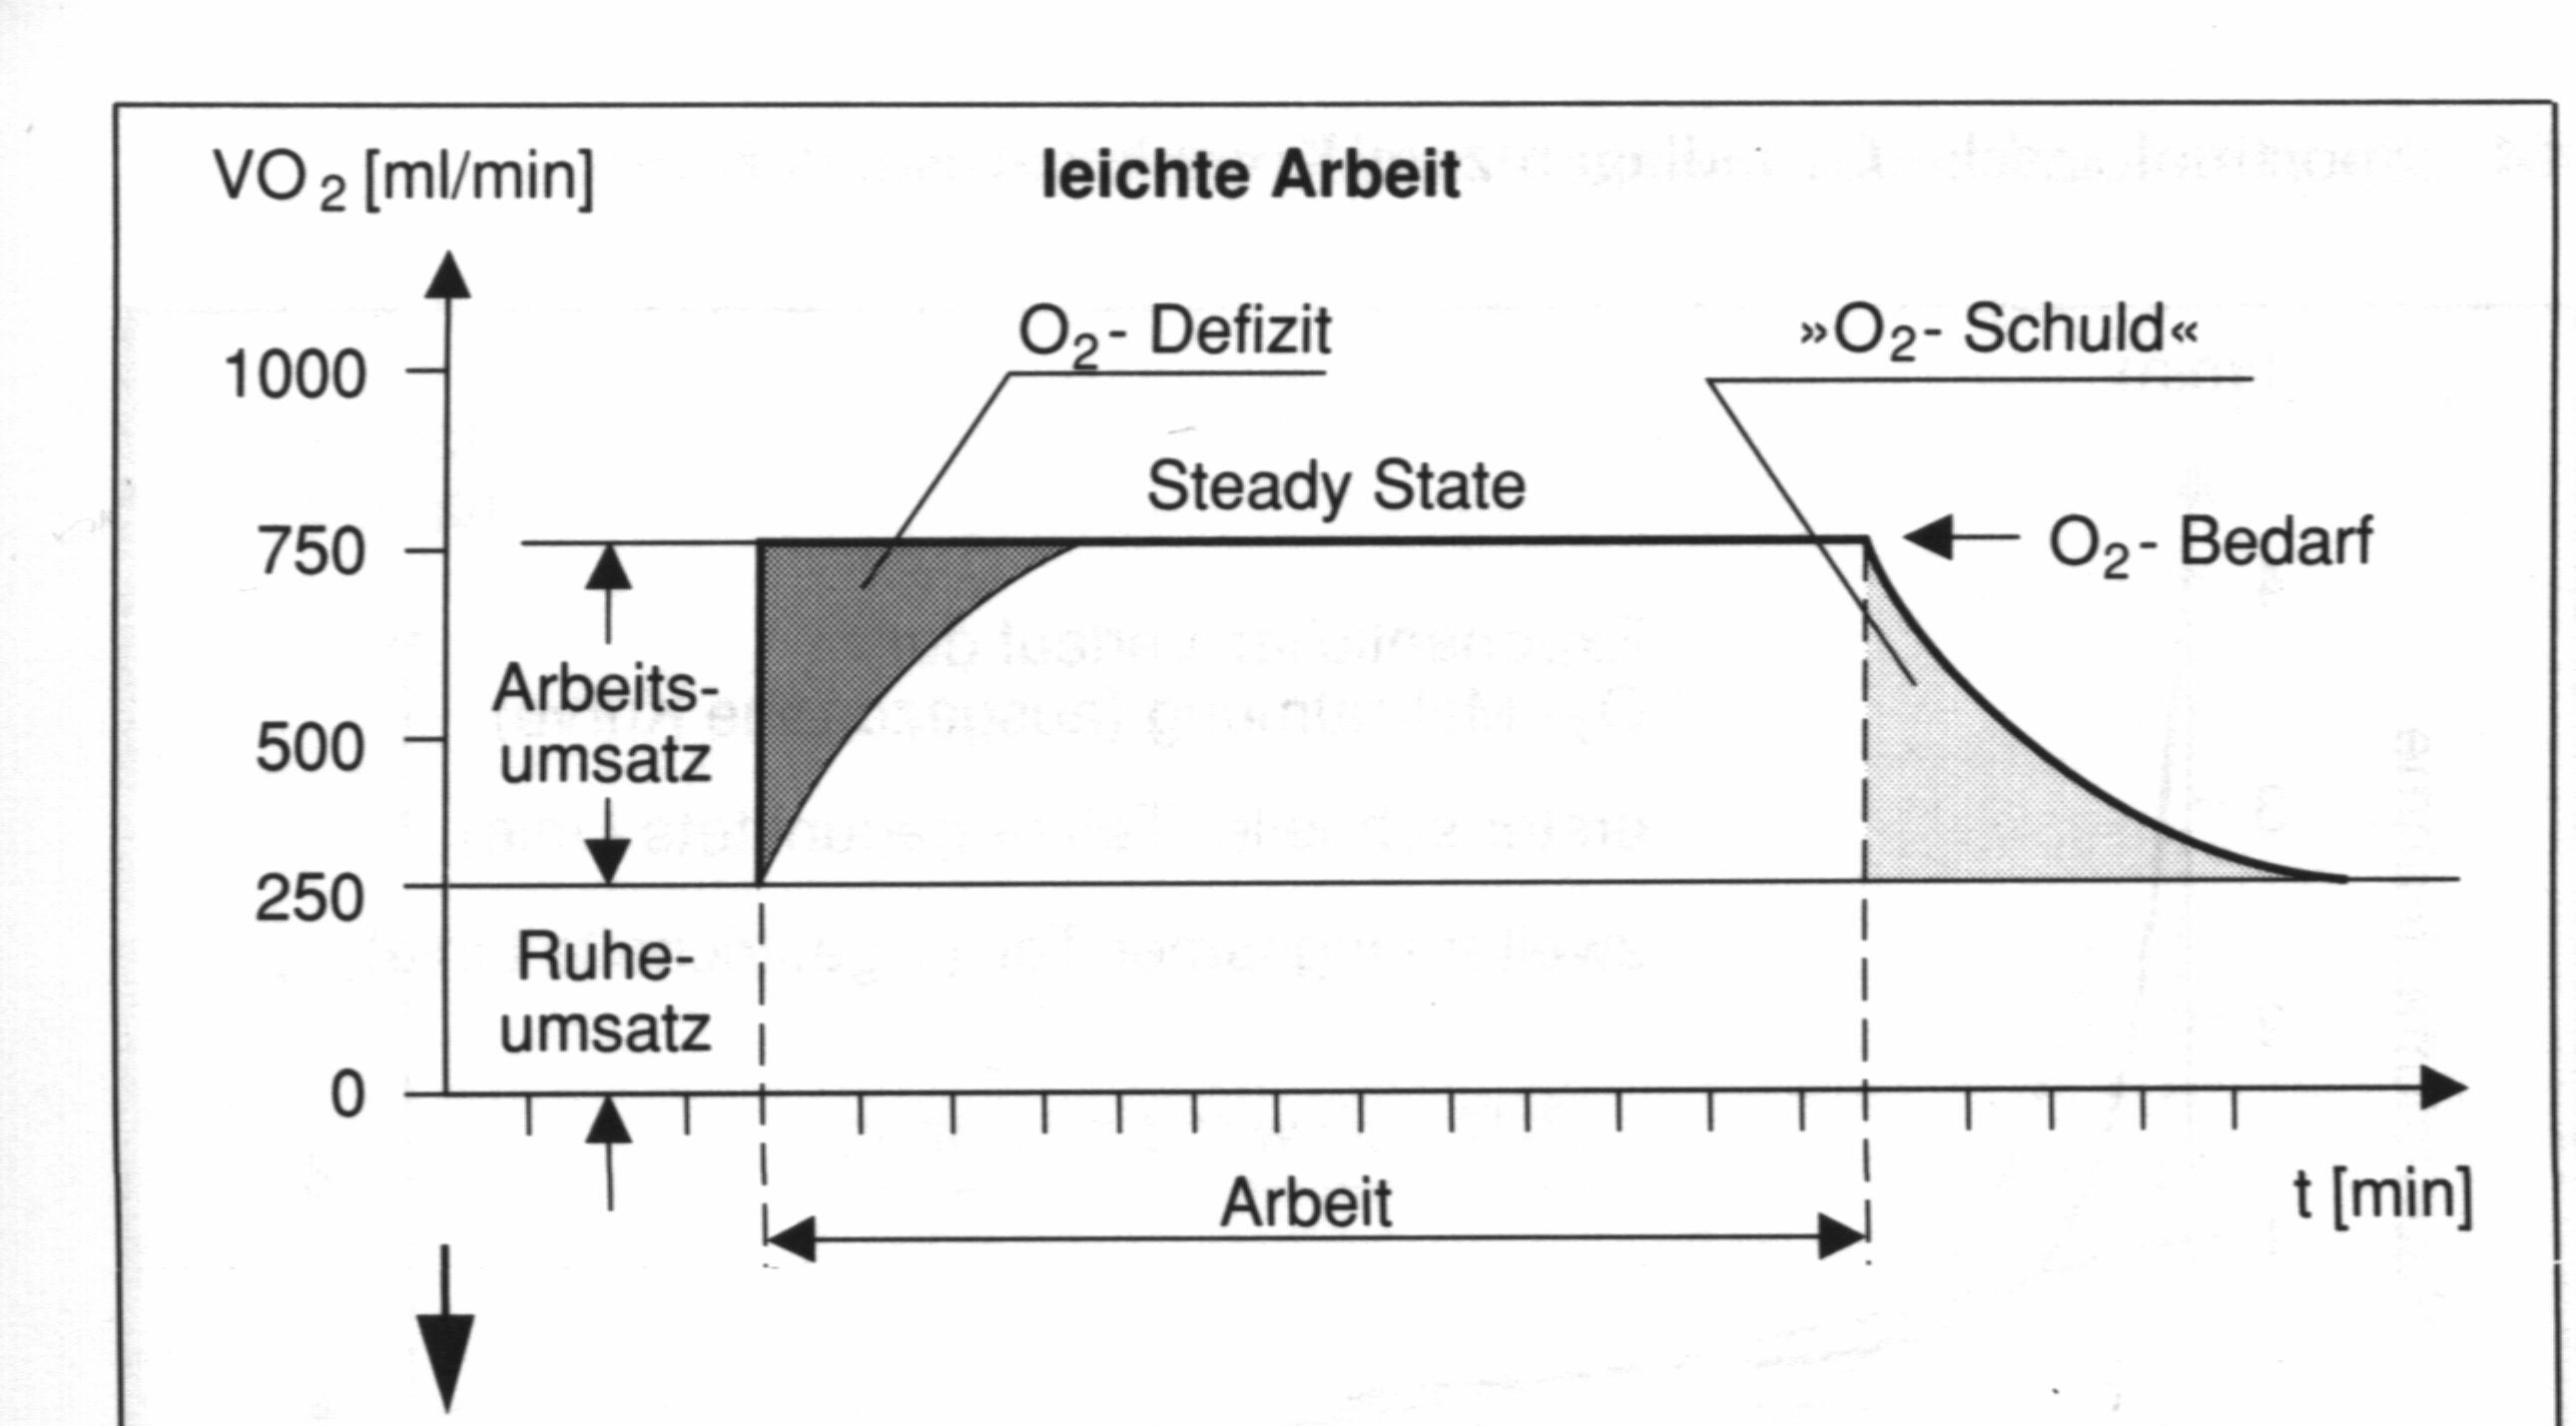 VO₂ [ml/min]
leichte Arbeit
O₂- Defizit
»O₂- Schuld«
1000
Steady State
750
O₂- Bedarf
Arbeits-
umsatz
500
250
Ruhe-
umsatz
0
Arbeit
t [min]